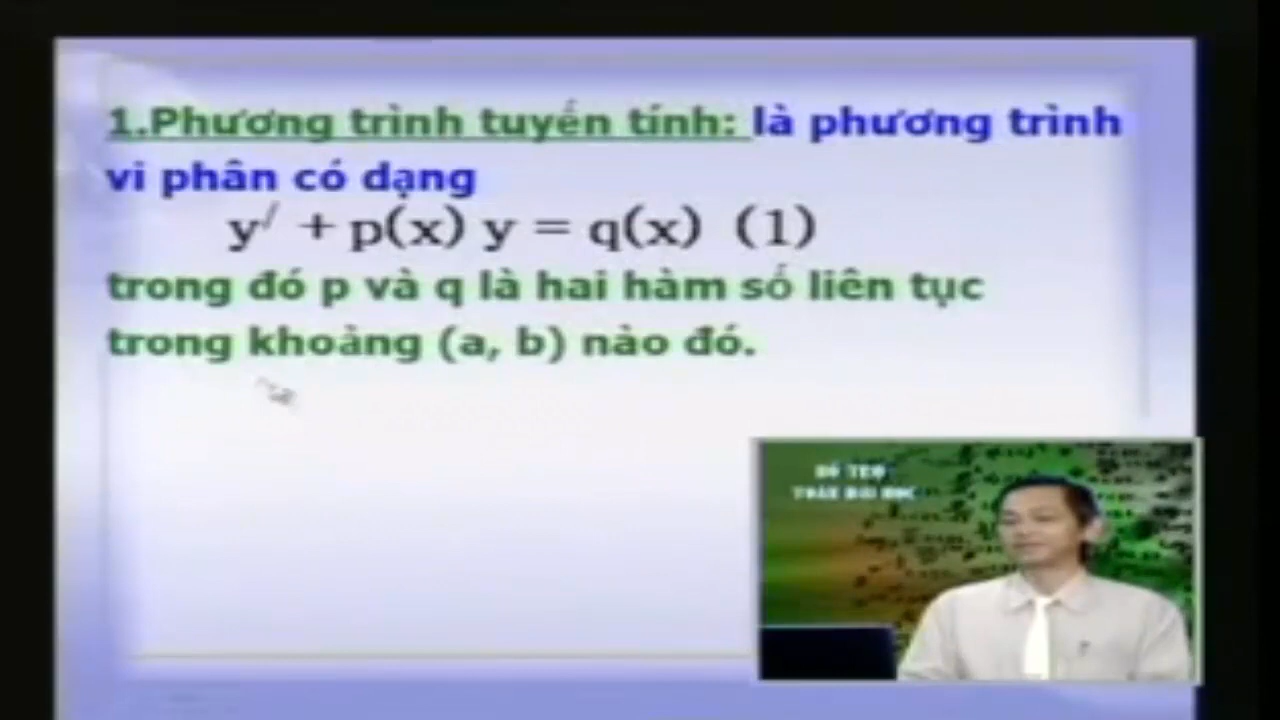 1.Phương trình tuyến tính: là phương trình
vi phân có dạng
y/ + p(x) y = q(x) (1)
trong đó p và q là hai hàm số liên tục
trong khoảng (a, b) nào đó.